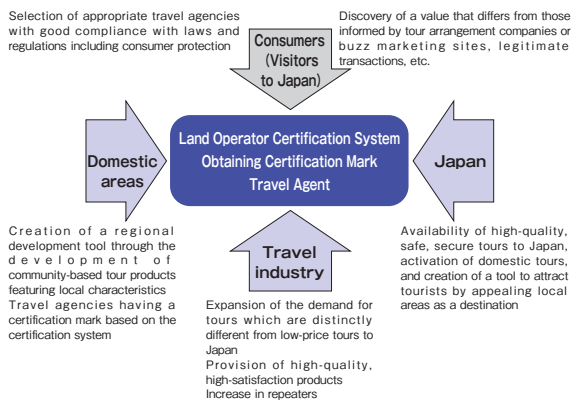 Selection of appropriate travel agencies
with good compliance with laws and
regulations including consumer protection
Consumers
(Visitors
to Japan)
Discovery of a value that differs from those
informed by tour arrangement companies or
buzz marketing sites, legitimate
transactions, etc.
Domestic
areas
Land Operator Certification System
Obtaining Certification Mark
Travel Agent
Japan
Creation of a regional
development tool through the
development of
community-based tour products
featuring local characteristics
Travel agencies having a
certification mark based on the
certification system
Travel
industry
Expansion of the demand for
tours which are distinctly
different from low-price tours to
Japan
Provision of high-quality,
high-satisfaction products
Increase in repeaters
Availability of high-quality,
safe, secure tours to Japan,
activation of domestic tours,
and creation of a tool to attract
tourists by appealing local
areas as a destination